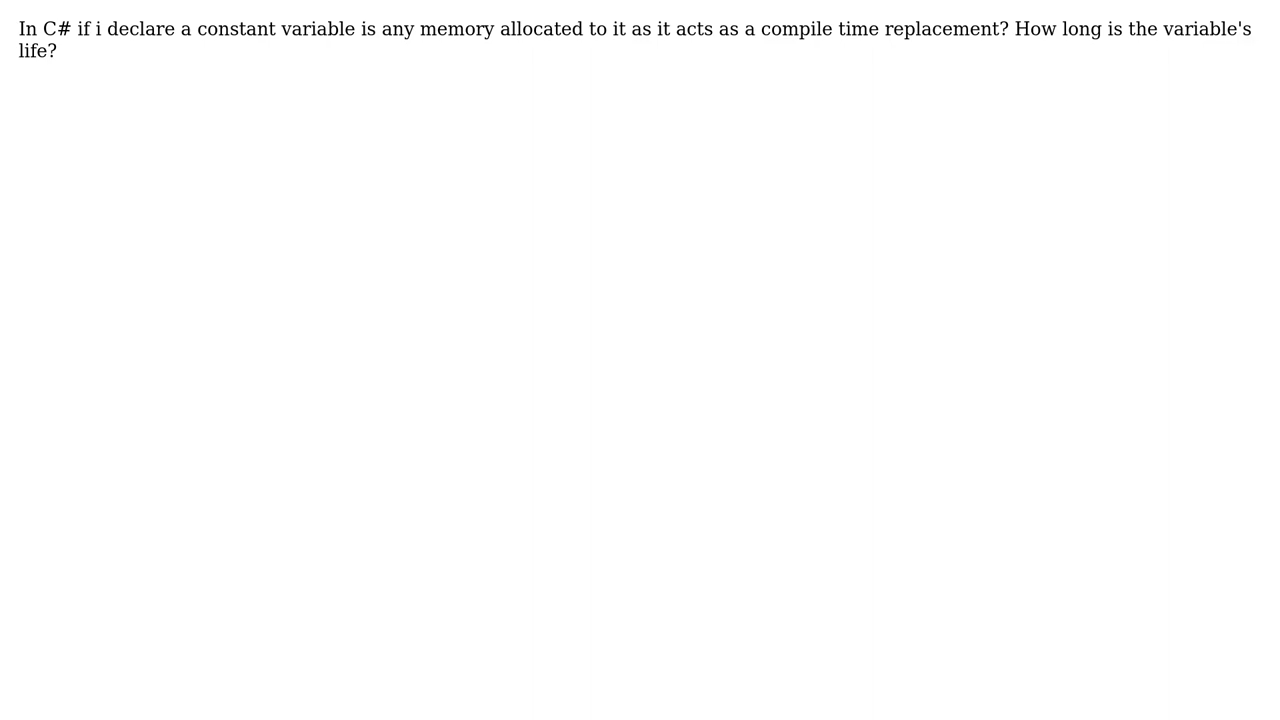 In C# if i declare a constant variable is any memory allocated to it as it acts as a compile time replacement? How long is the variable's
life?